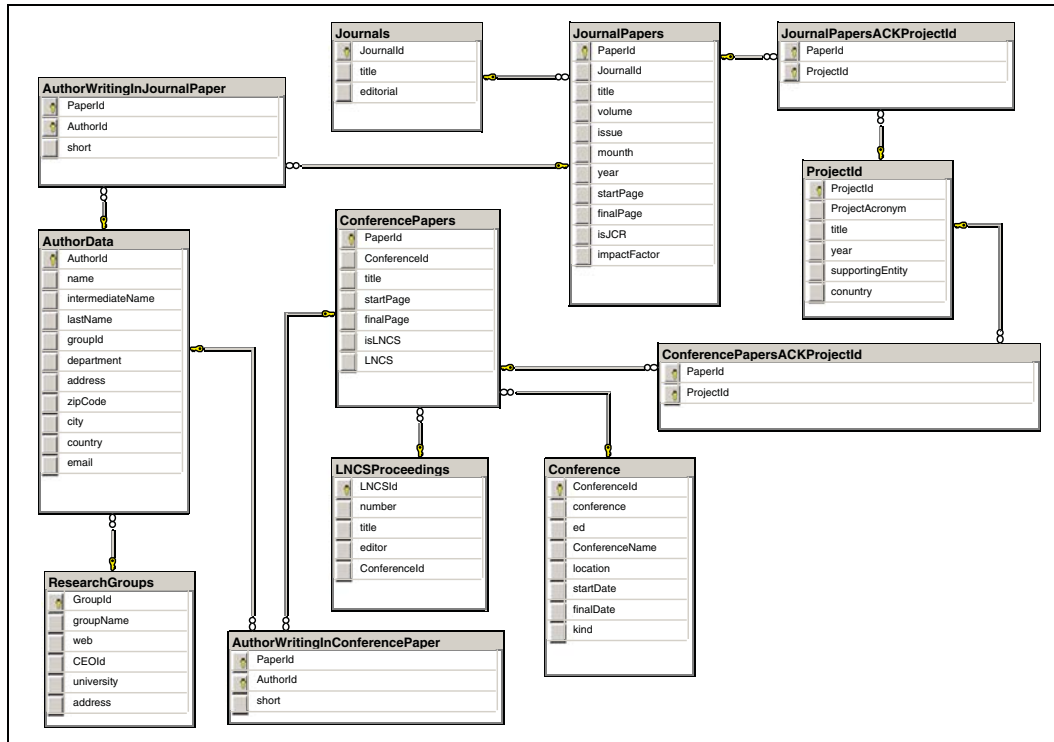 Journals
JournalId
title
editorial
JournalPapers
PaperId
JournalId
title
volume
issue
mounth
year
startPage
finalPage
isJCR
impactFactor
JournalPapersACKProjectId
PaperId
ProjectId
AuthorWritingInJournalPaper
PaperId
AuthorId
short
ProjectId
ProjectId
ProjectAcronym
title
year
supportingEntity
conuntry
AuthorData
AuthorId
name
intermediateName
lastName
groupId
department
address
zipCode
city
country
email
ConferencePapers
PaperId
ConferenceId
title
startPage
finalPage
isLNCS
LNCS
ConferencePapersACKProjectId
PaperId
ProjectId
LNCSProceedings
LNCSId
number
title
editor
ConferenceId
Conference
ConferenceId
conference
ed
ConferenceName
location
startDate
finalDate
kind
ResearchGroups
GroupId
groupName
web
CEOId
university
address
AuthorWritingInConferencePaper
PaperId
AuthorId
short